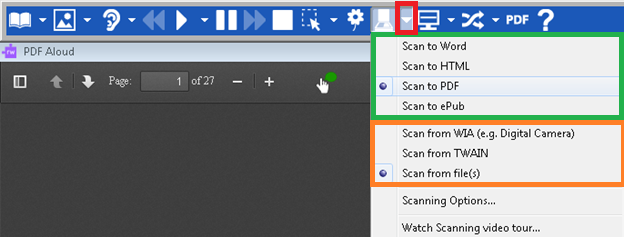 PDF
PDF Aloud
Page: 1 of 27
Scan to Word
Scan to HTML
Scan to PDF
Scan to ePub
Scan from WIA (e.g. Digital Camera)
Scan from TWAIN
Scan from file(s)
Scanning Options...
Watch Scanning video tour...